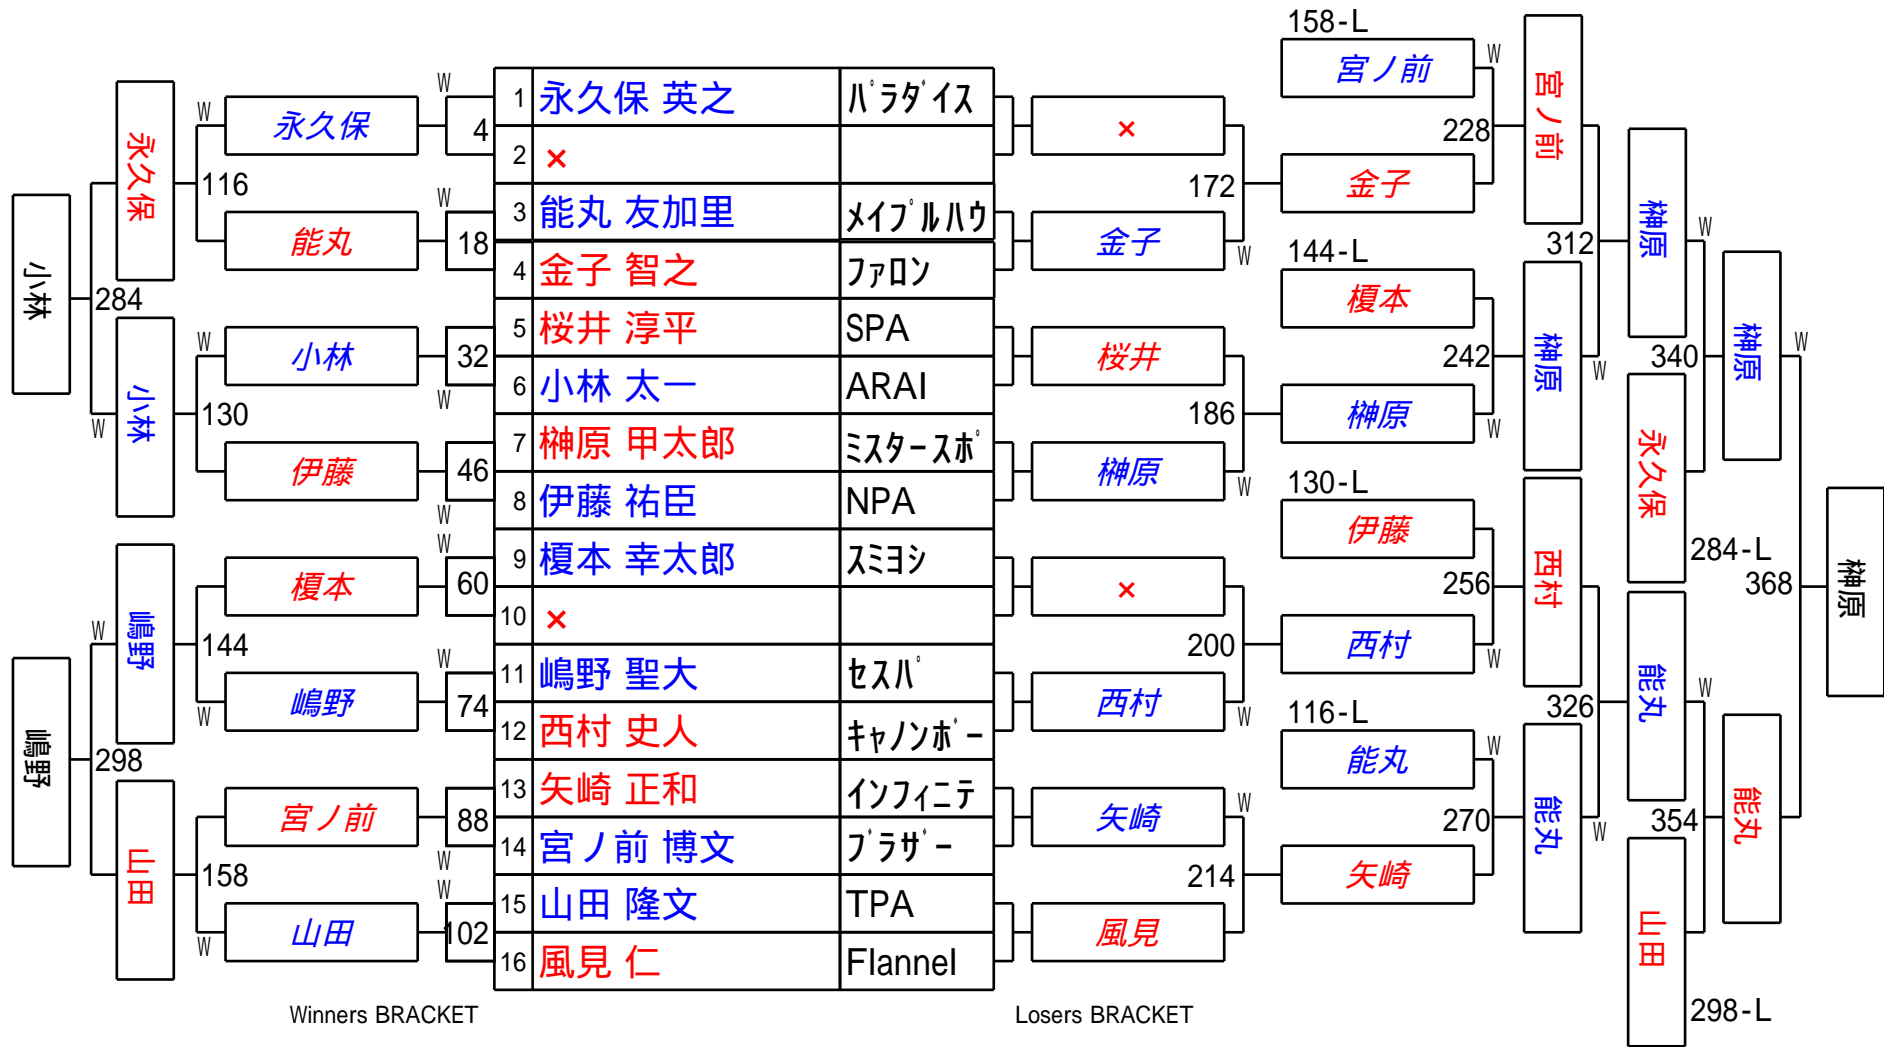 158-L
宮ノ前
W
1 永久保 英之 パラダイス
W
永久保
W
4
×
228
宮ノ前
永久保
2 ×
116
172
金子
W
3 能丸 友加里 メイプルハウ
能丸
18
金子
W
榊原
W
312
4 金子 智之 ファロン
144-L
榎本
小林
284
5 桜井 淳平 SPA
W
小林
32
桜井
242
榊原
W
340
榊原
W
6 小林 太一 ARAI
W
小林
W
130
186
榊原
W
7 榊原 甲太郎 ミスタースポ
伊藤
46
榊原
W
永久保
8 伊藤 祐臣 NPA
W
130-L
伊藤
284-L
W
9 榎本 幸太郎 スミヨシ
榎本
60
×
256
西村
368
榊原
10 ×
嶋野
W
144
200
西村
W
W
11 嶋野 聖大 セスパ
嶋野
W
74
西村
W
能丸
W
326
12 西村 史人 キャノンボー
116-L
能丸
W
嶋野
298
13 矢崎 正和 インフィニテ
宮ノ前
88
矢崎
W
270
能丸
W
354
能丸
14 宮ノ前 博文 ブラザー
W
山田
158
214
矢崎
W
15 山田 隆文 TPA
山田
W
102
風見
山田
16 風見 仁 Flannel
298-L
Winners BRACKET
Losers BRACKET